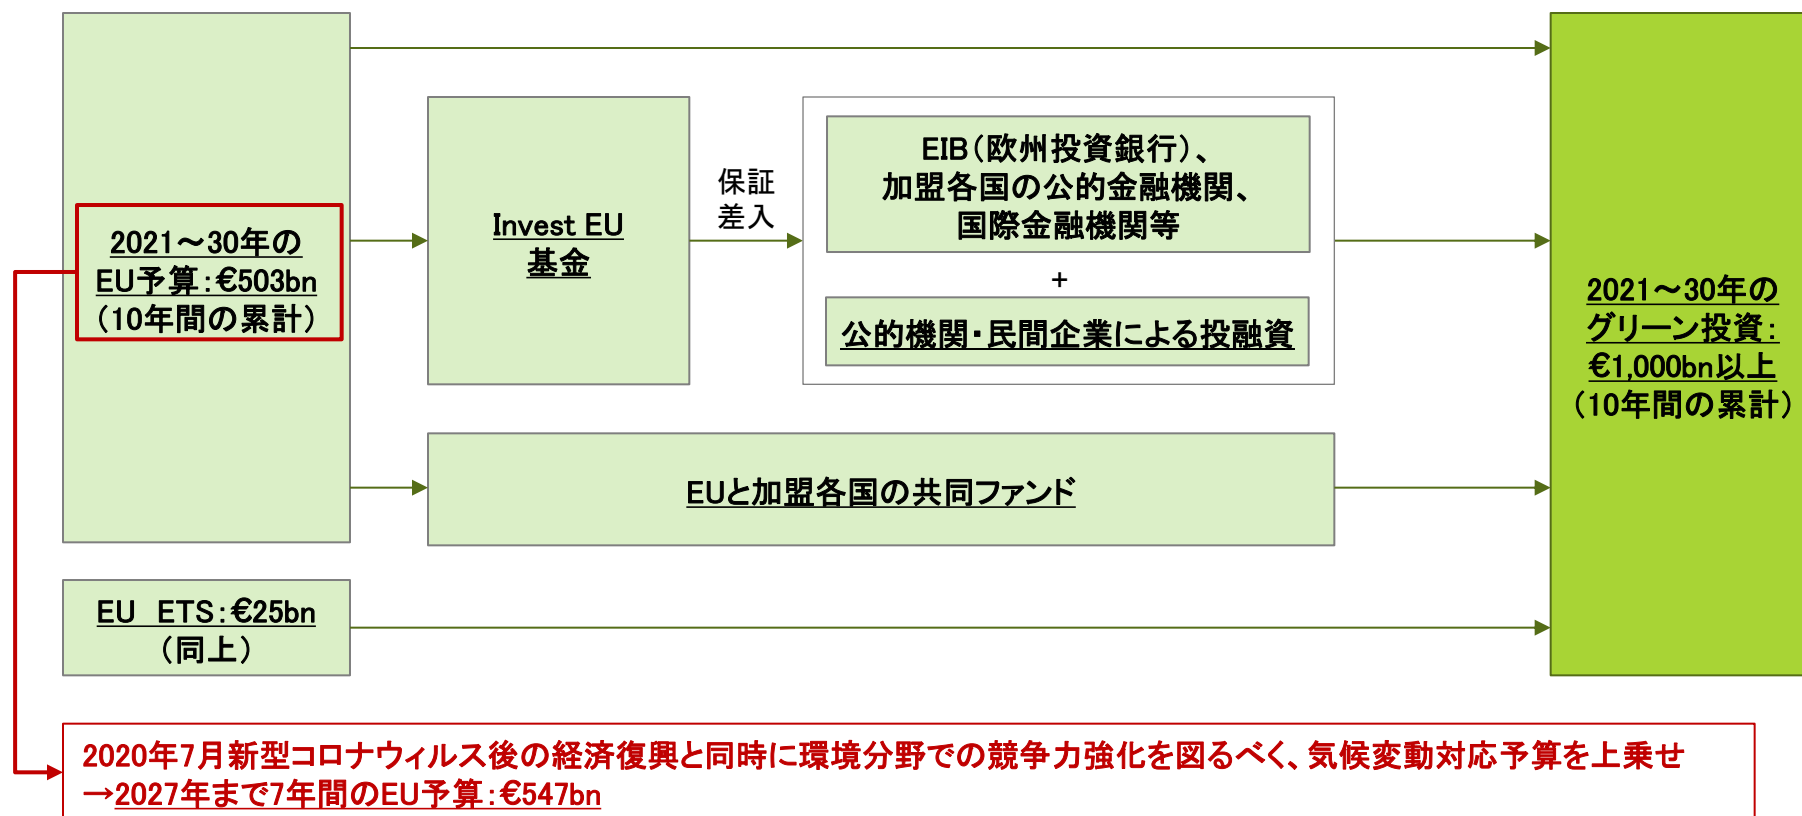 2021～30年の
EU予算：€503bn
（10年間の累計）
Invest EU
基金
保証
差入
EIB（欧州投資銀行）、
加盟各国の公的金融機関、
国際金融機関等
+
公的機関・民間企業による投融資
EUと加盟各国の共同ファンド
EU　ETS：€25bn
（同上）
2021～30年の
グリーン投資：
€1,000bn以上
（10年間の累計）
2020年7月新型コロナウィルス後の経済復興と同時に環境分野での競争力強化を図るべく、気候変動対応予算を上乗せ
→2027年まで7年間のEU予算：€547bn